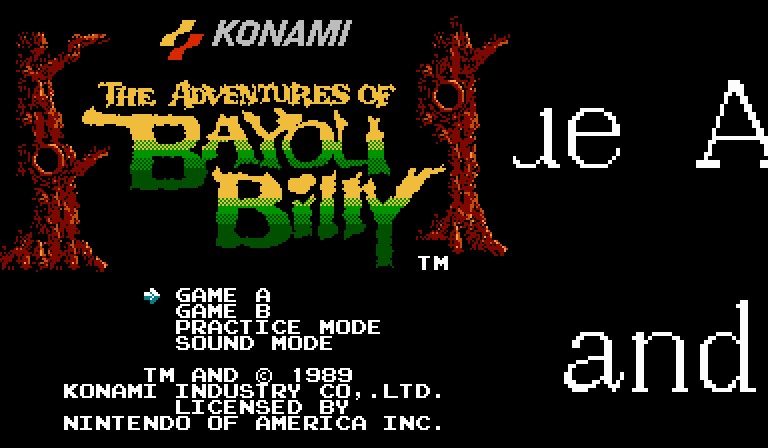 KONAMI
THE ADVENTURES OF
BAYOU
BILLY
TM
GAME A
GAME B
PRACTICE MODE
SOUND MODE
TM AND © 1989
KONAMI INDUSTRY CO,.LTD.
LICENSED BY
NINTENDO OF AMERICA INC.
A
and